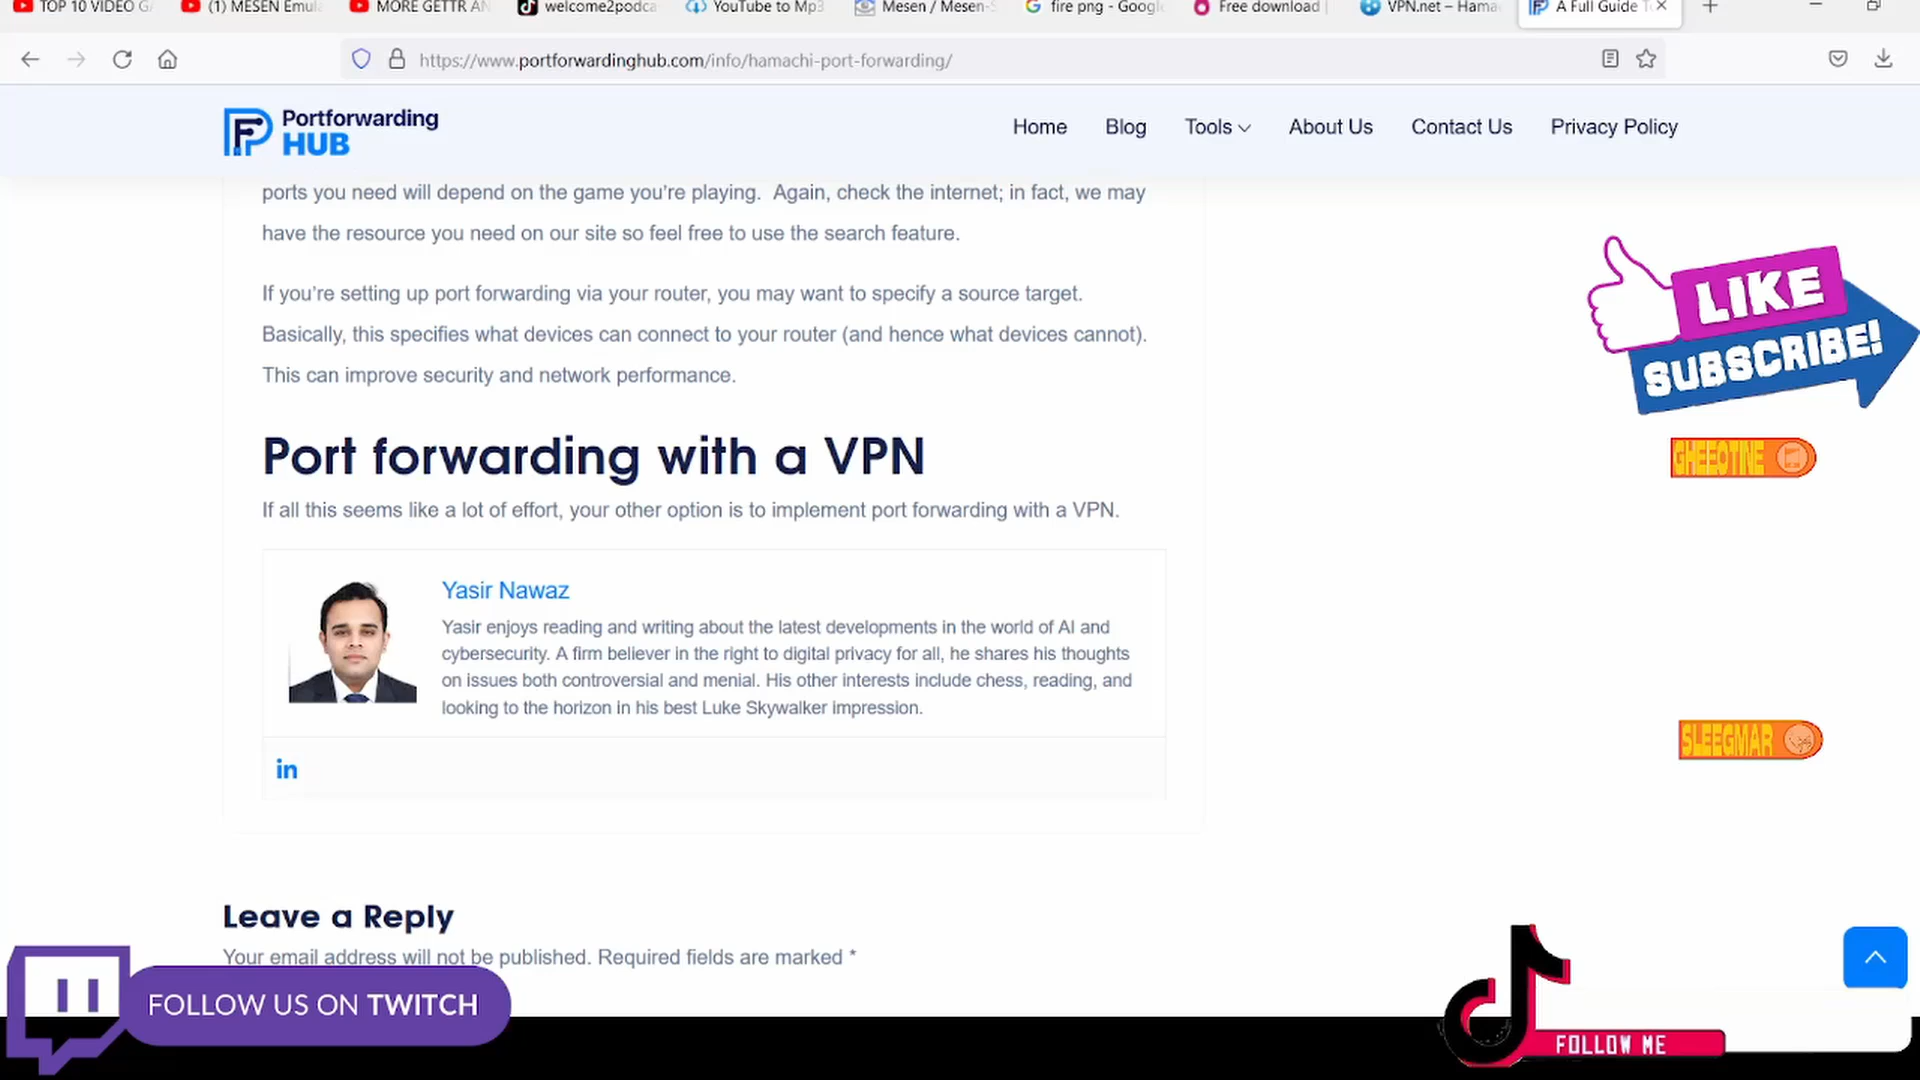 TOP 10 VIDEO GA
(1) MESEN Emula
MORE GETTR AN
welcome2podca
YouTube to Mp3
Mesen / Mesen-S
fire png - Google
Free download
VPN.net – Hamac
A Full Guide T
https://www.portforwardinghub.com/info/hamachi-port-forwarding/
Portforwarding
HUB
Home
Blog
Tools
About Us
Contact Us
Privacy Policy
ports you need will depend on the game you're playing.  Again, check the internet; in fact, we may
have the resource you need on our site so feel free to use the search feature.
If you're setting up port forwarding via your router, you may want to specify a source target.
Basically, this specifies what devices can connect to your router (and hence what devices cannot).
This can improve security and network performance.
LIKE
SUBSCRIBE!
GHEEOTINE
Port forwarding with a VPN
If all this seems like a lot of effort, your other option is to implement port forwarding with a VPN.
Yasir Nawaz
Yasir enjoys reading and writing about the latest developments in the world of AI and
cybersecurity. A firm believer in the right to digital privacy for all, he shares his thoughts
on issues both controversial and menial. His other interests include chess, reading, and
looking to the horizon in his best Luke Skywalker impression.
SLEEGMAR
in
Leave a Reply
Your email address will not be published. Required fields are marked *
FOLLOW US ON TWITCH
FOLLOW ME